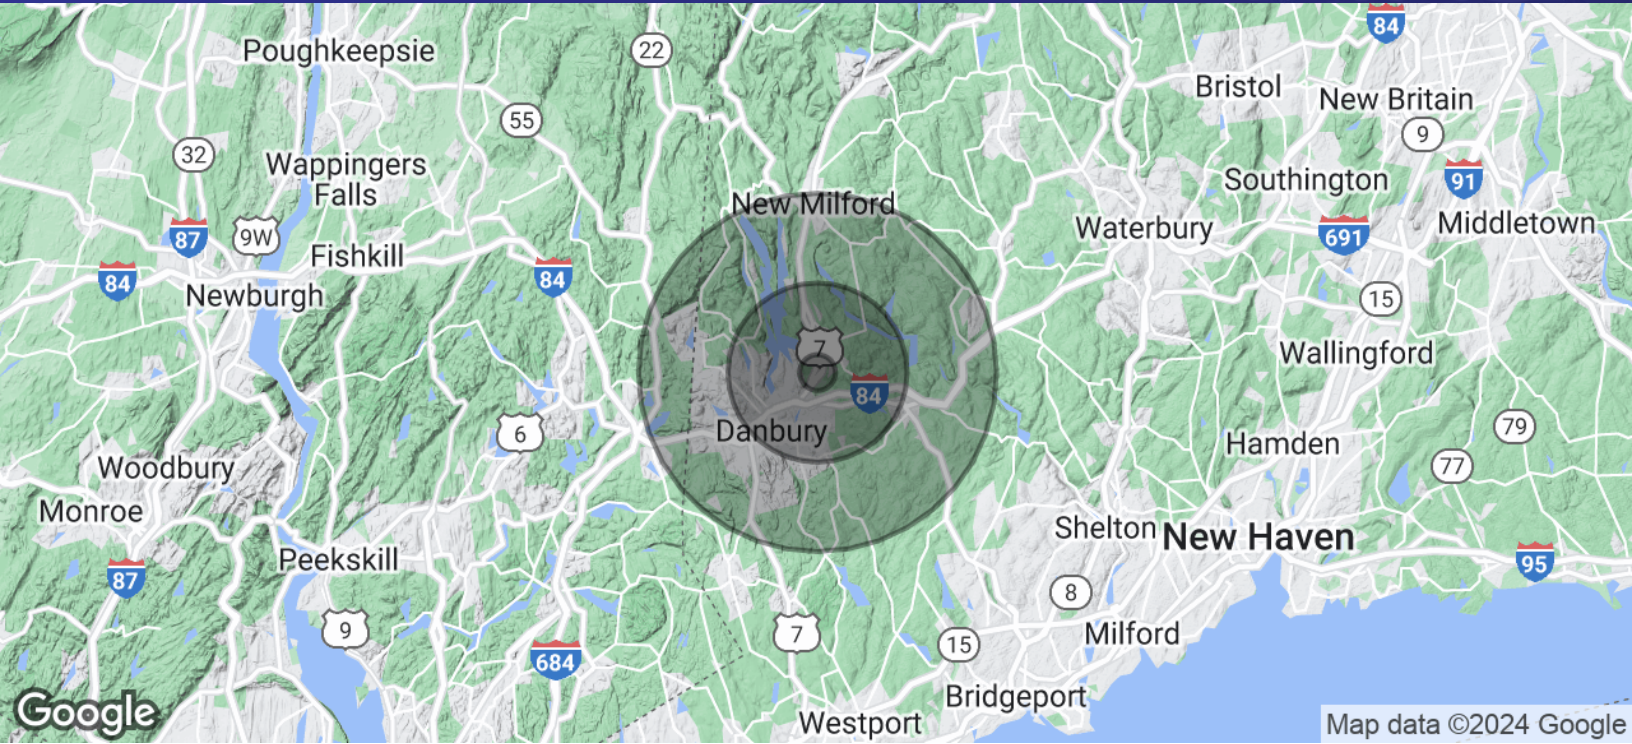 84
Poughkeepsie
22
Bristol
New Britain
55
9
32
Wappingers
Falls
Southington
91
New Milford
87
9W
Waterbury
691
Middletown
Fishkill
84
84
Newburgh
15
7
Wallingford
84
6
Danbury
79
Hamden
77
Woodbury
Monroe
Shelton
New Haven
Peekskill
95
87
8
9
7
15
Milford
684
Bridgeport
Google
Westport
Map data ©2024 Google